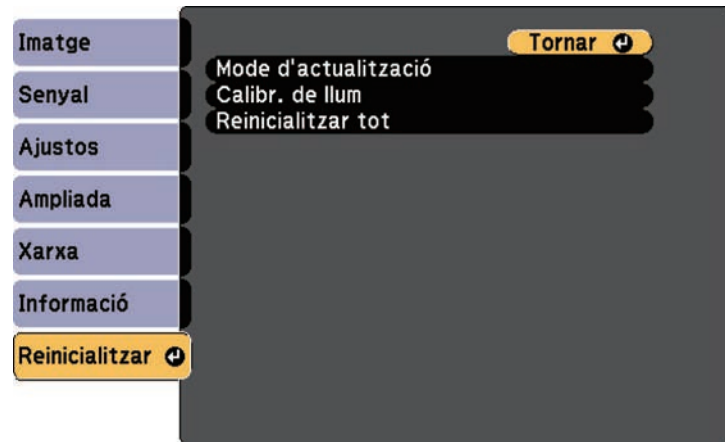 Imatge
Senyal
Ajustos
Ampliada
Xarxa
Informació
Reinicialitzar
Tornar
Mode d'actualització
Calibr. de llum
Reinicialitzar tot